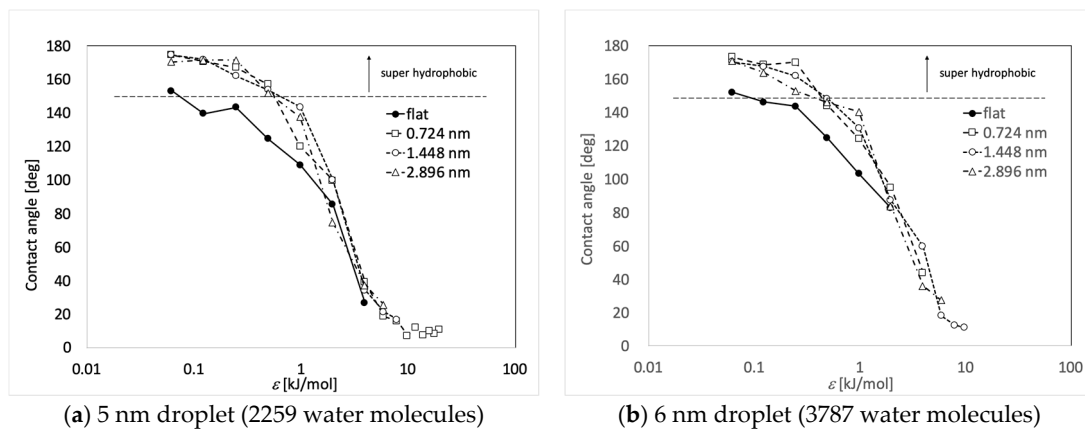 180
160
140
120
100
80
60
40
20
0
Contact angle [deg]
super hydrophobic
flat
0.724 nm
1.448 nm
2.896 nm
0.01 0.1 1 10 100
ε [kJ/mol]
(a) 5 nm droplet (2259 water molecules)
180
160
140
120
100
80
60
40
20
0
Contact angle [deg]
super hydrophobic
flat
0.724 nm
1.448 nm
2.896 nm
0.01 0.1 1 10 100
ε [kJ/mol]
(b) 6 nm droplet (3787 water molecules)